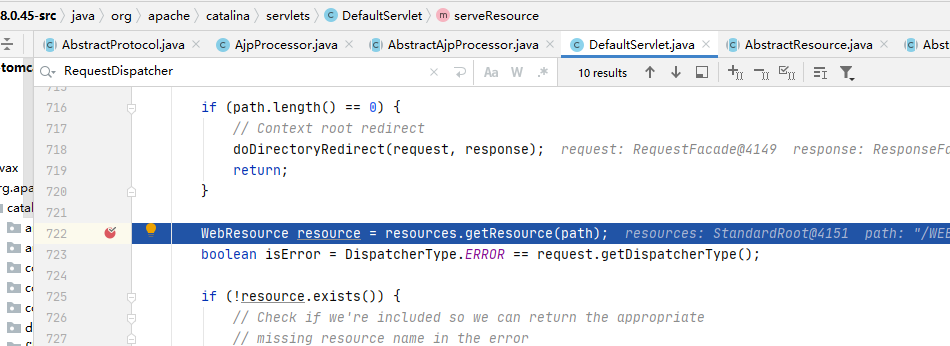 8.0.45-src java org apache catalina servlets DefaultServlet serveResource
AbstractProtocol.java AjpProcessor.java AbstractAjpProcessor.java DefaultServlet.java AbstractResource.java Abst
-tomc
RequestDispatcher Aa W .* 10 results
715
716 if (path.length() == 0) {
717 // Context root redirect
718 doDirectoryRedirect(request, response); request: RequestFacade@4149 response: ResponseFa
719 return;
720 }
721
722 WebResource resource = resources.getResource(path); resources: StandardRoot@4151 path: "/WEE
723 boolean isError = DispatcherType.ERROR == request.getDispatcherType();
724
725 if (!resource.exists()) {
726 // Check if we're included so we can return the appropriate
727 // missing resource name in the error
vax
rg.apa
catal
a
a
co
co
co
d